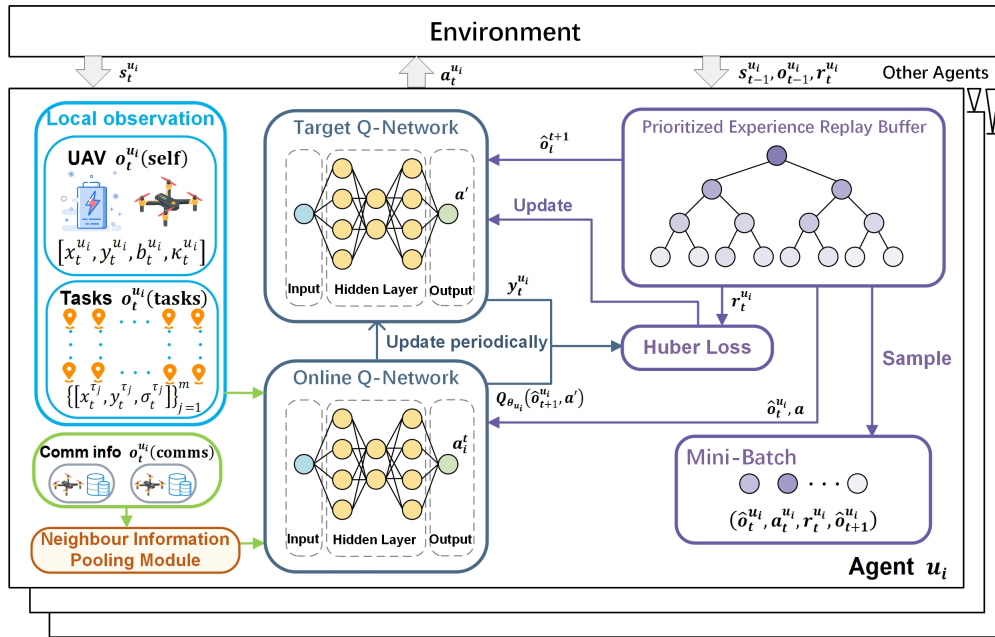 Environment
s_t^{u_i}
a_t^{u_i}
s_{t-1}^{u_i}, o_{t-1}^{u_i}, r_t^{u_i}
Other Agents
Local observation
UAV o_t^{u_i}(self)
[x_t^{u_i}, y_t^{u_i}, b_t^{u_i}, κ_t^{u_i}]
Tasks o_t^{u_i}(tasks)
{[x_t^{τ_j}, y_t^{τ_j}, σ_t^{τ_j}]}_{j=1}^m
Comm info o_t^{u_i}(comms)
Neighbour Information
Pooling Module
Target Q-Network
a′
Input
Hidden Layer
Output
Update periodically
Online Q-Network
a_i^t
Input
Hidden Layer
Output
ô_i^{t+1}
Update
y_t^{u_i}
Q_{θ_{u_i}}(ô_{t+1}^{u_i}, a′)
Prioritized Experience Replay Buffer
r_t^{u_i}
Huber Loss
Sample
ô_t^{u_i}, a
Mini-Batch
· · ·
(ô_t^{u_i}, a_t^{u_i}, r_t^{u_i}, ô_{t+1}^{u_i})
Agent u_i